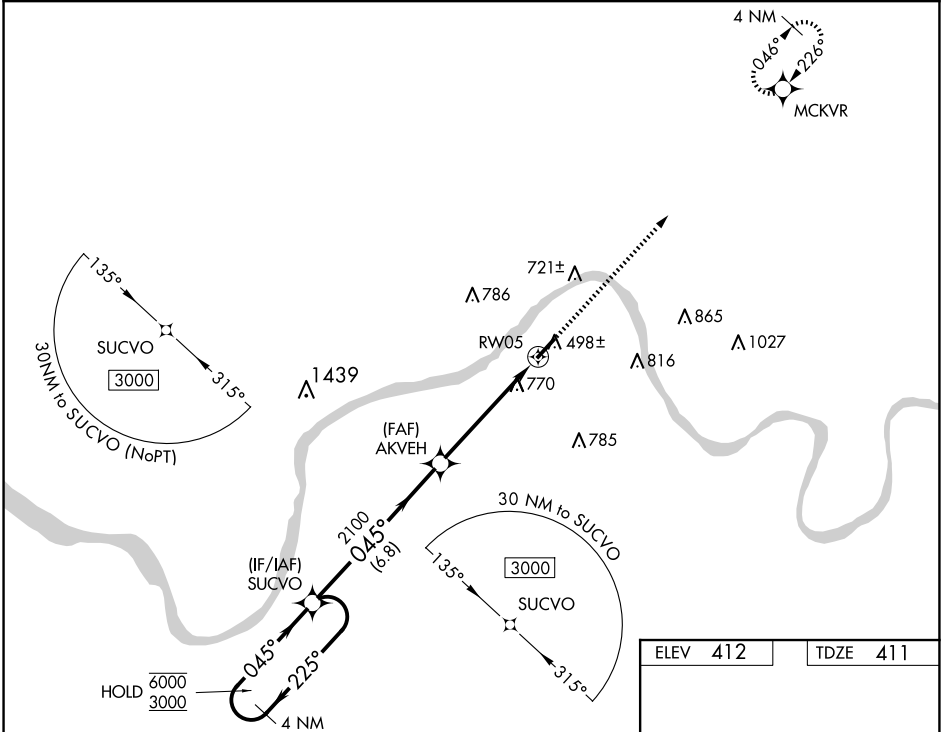 4 NM
046°
226°
MCKVR
135°
SUCVO
3000
315°
30NM to SUCVO (NoPT)
721±
786
865
RW05
498±
1027
816
1439
770
(FAF)
AKVEH
785
30 NM to SUCVO
2100
045°
(6.8)
135°
3000
SUCVO
315°
(IF/IAF)
SUCVO
045°
225°
HOLD 6000
3000
4 NM
ELEV 412
TDZE 411